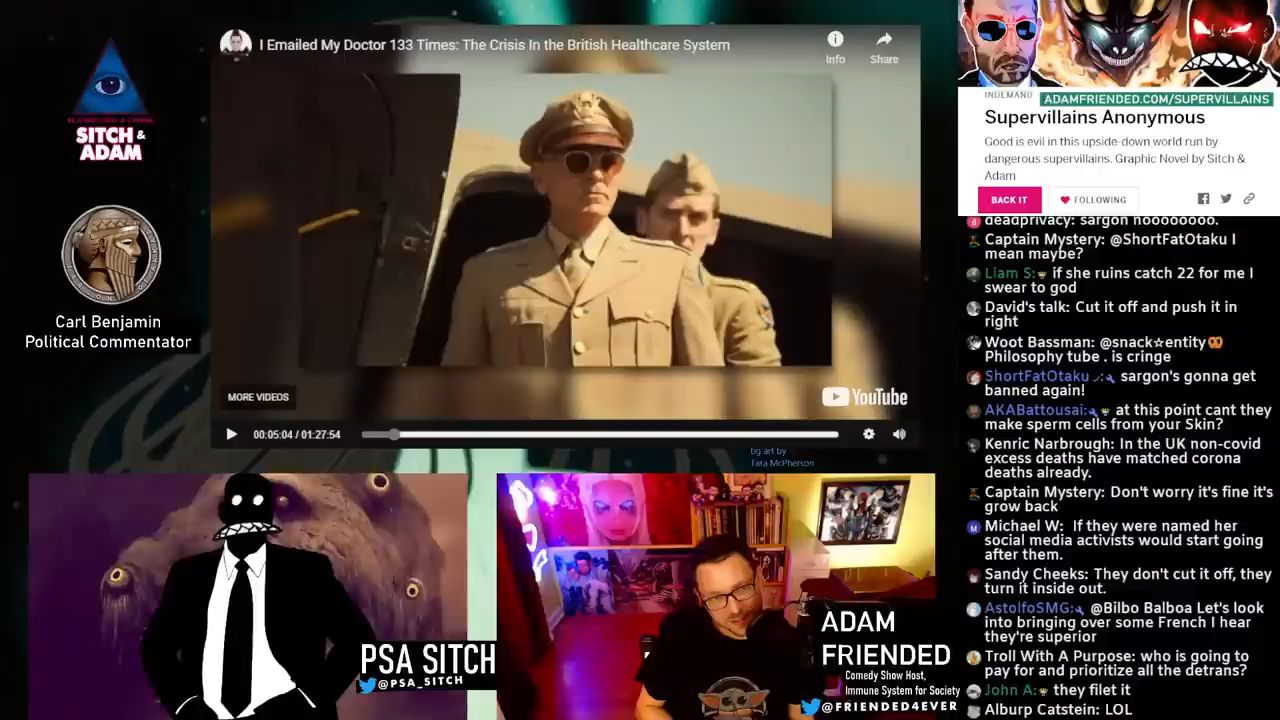 I Emailed My Doctor 133 Times: The Crisis In the British Healthcare System
Info
Share
MORE VIDEOS
YouTube
00:05:04 / 01:27:54
bg art by
Tara McPherson
SITCH &
ADAM
Carl Benjamin
Political Commentator
PSA SITCH
@PSA_SITCH
ADAM
FRIENDED
Comedy Show Host,
Immune System for Society
@FRIENDED4EVER
INDEMAND
ADAMFRIENDED.COM/SUPERVILLAINS
Supervillains Anonymous
Good is evil in this upside-down world run by
dangerous supervillains. Graphic Novel by Sitch &
Adam
BACK IT
FOLLOWING
deadprivacy: sargon nooooooo.
Captain Mystery: @ShortFatOtaku I
mean maybe?
Liam S: if she ruins catch 22 for me I
swear to god
David's talk: Cut it off and push it in
right
Woot Bassman: @snack☆entity🥨
Philosophy tube . is cringe
ShortFatOtaku : sargon's gonna get
banned again!
AKABattousai: at this point cant they
make sperm cells from your Skin?
Kenric Narbrough: In the UK non-covid
excess deaths have matched corona
deaths already.
Captain Mystery: Don't worry it's fine it's
grow back
Michael W: If they were named her
social media activists would start going
after them.
Sandy Cheeks: They don't cut it off, they
turn it inside out.
AstolfoSMG: @Bilbo Balboa Let's look
into bringing over some French I hear
they're superior
Troll With A Purpose: who is going to
pay for and prioritize all the detrans?
John A: they filet it
Alburp Catstein: LOL